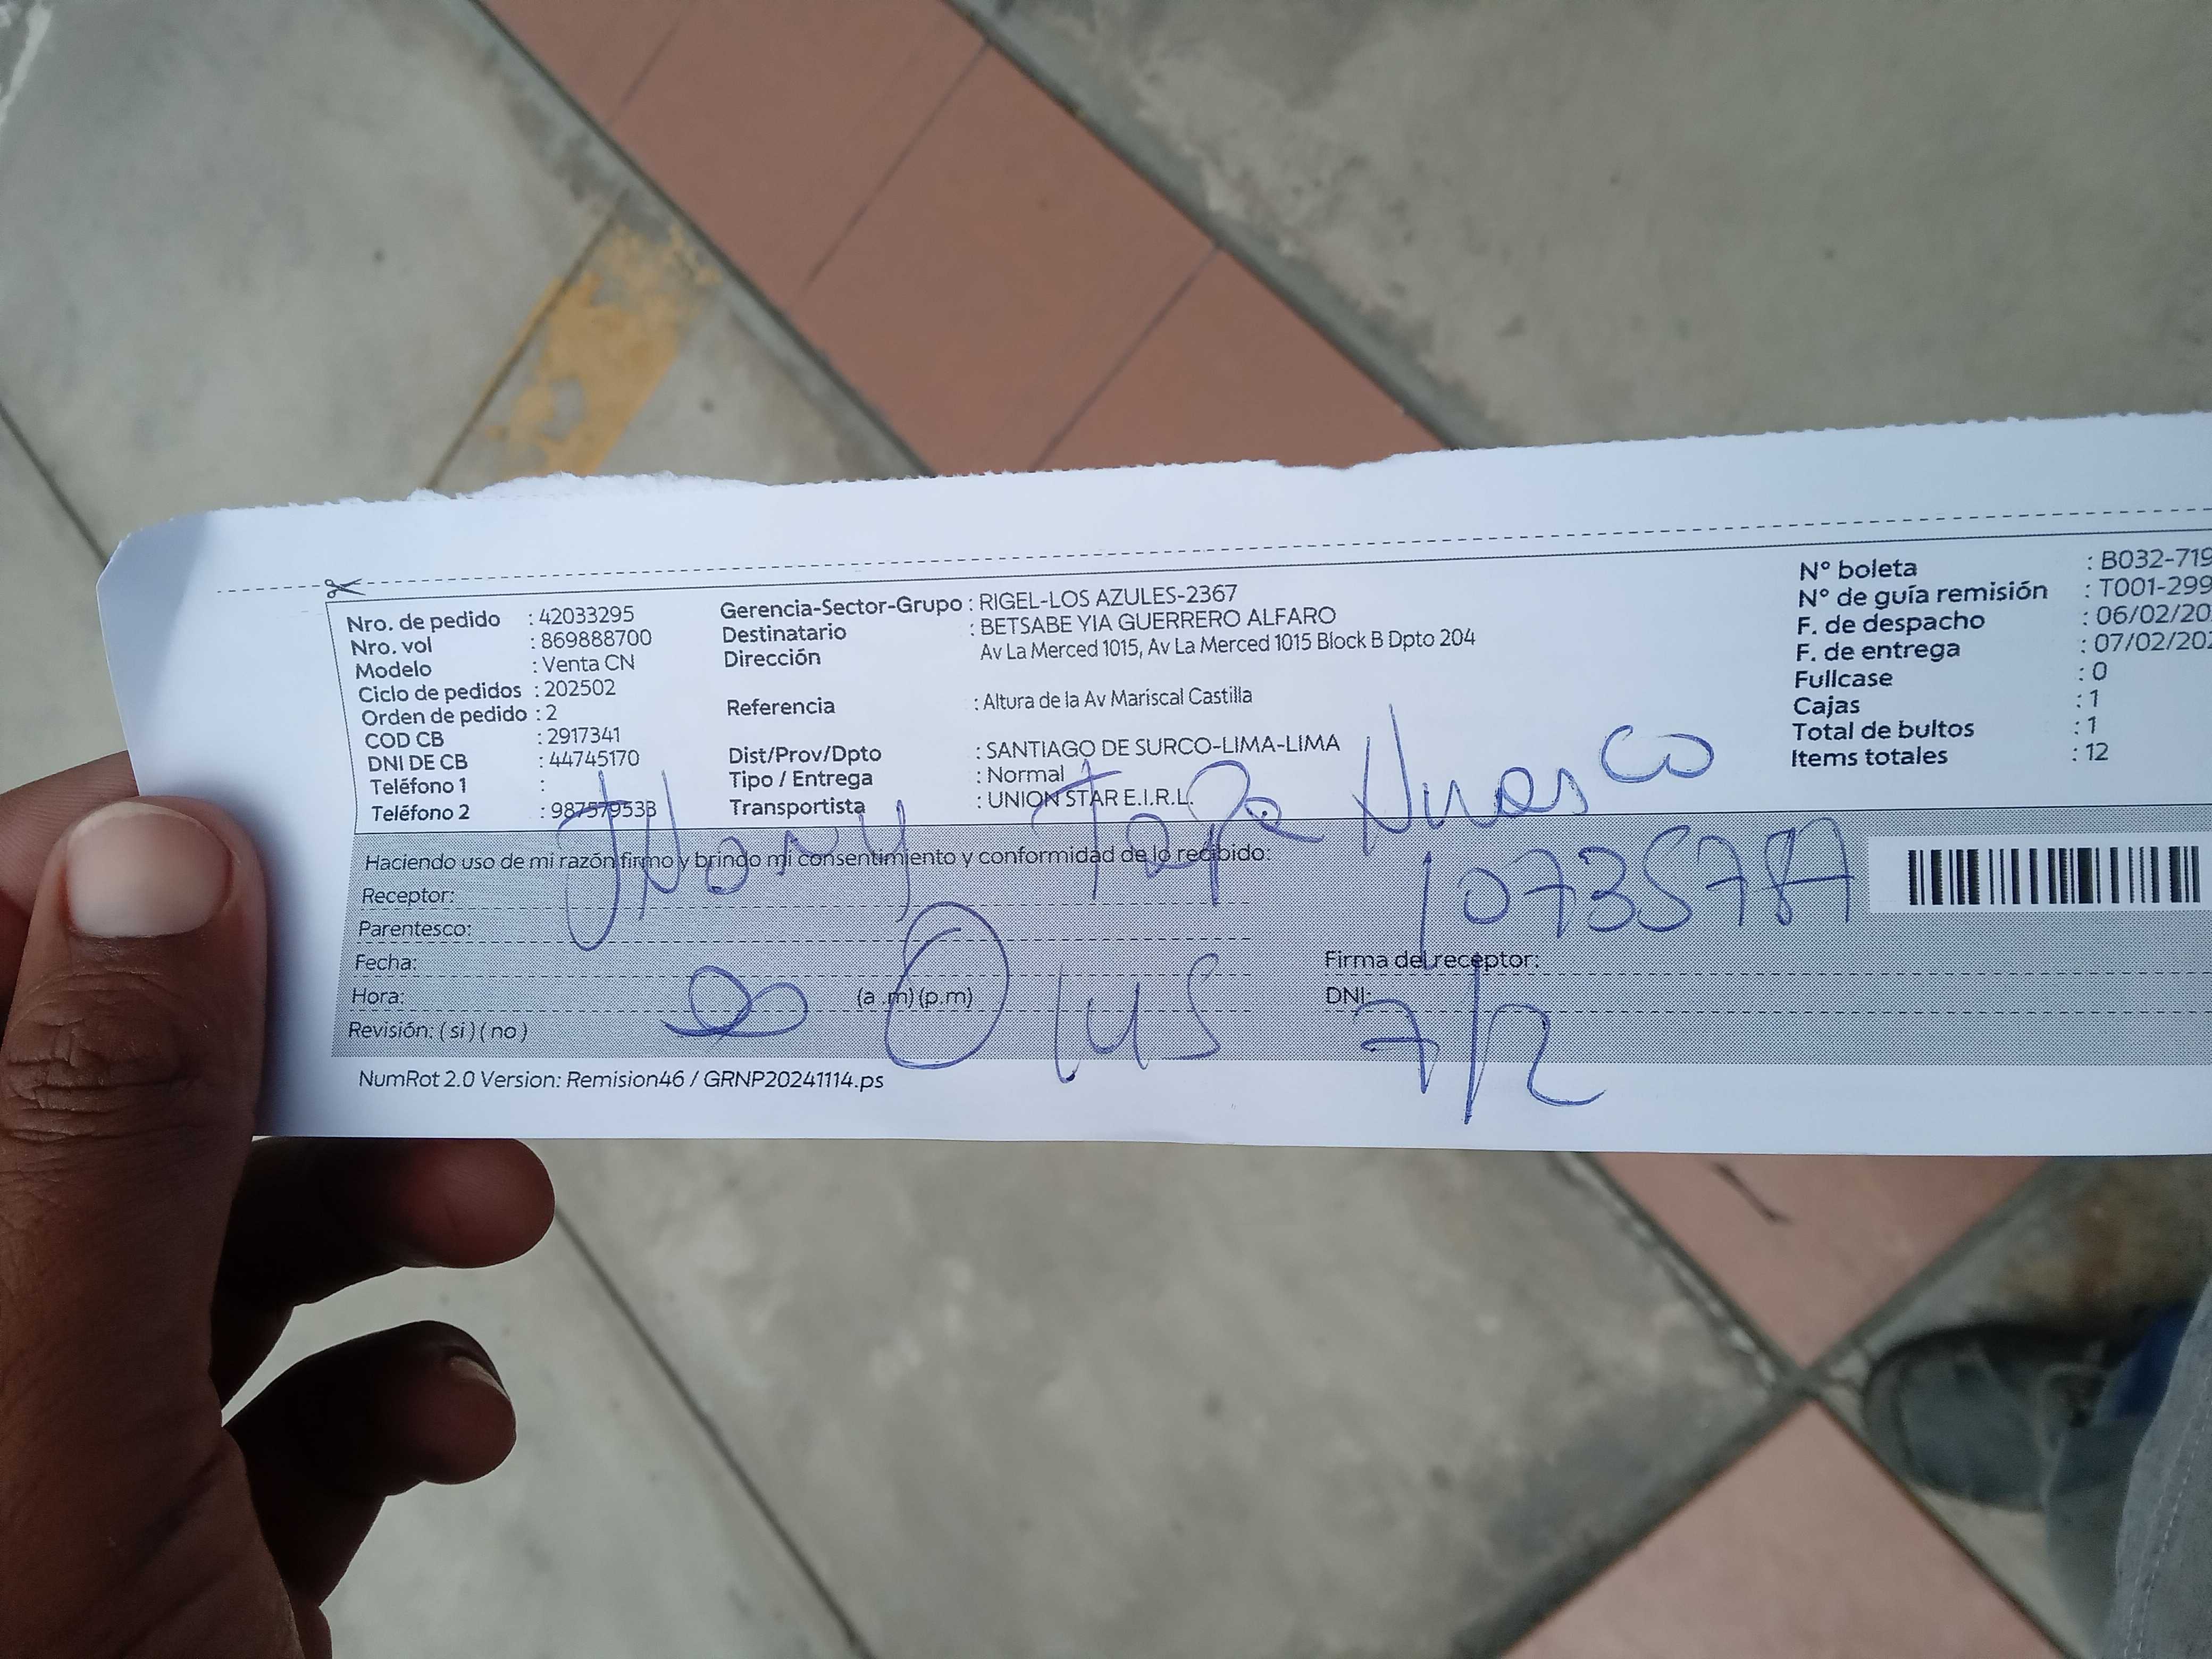 Nro. de pedido : 42033295
Nro. vol : 869888700
Modelo : Venta CN
Ciclo de pedidos : 202502
Orden de pedido : 2
COD CB : 2917341
DNI DE CB : 44745170
Teléfono 1 :
Teléfono 2 : 987579533
Gerencia-Sector-Grupo : RIGEL-LOS AZULES-2367
Destinatario : BETSABE YIA GUERRERO ALFARO
Dirección Av La Merced 1015, Av La Merced 1015 Block B Dpto 204
Referencia : Altura de la Av Mariscal Castilla
Dist/Prov/Dpto : SANTIAGO DE SURCO-LIMA-LIMA
Tipo / Entrega : Normal
Transportista : UNION STAR E.I.R.L.
N° boleta : B032-719
N° de guía remisión : T001-299
F. de despacho : 06/02/20
F. de entrega : 07/02/202
Fullcase : 0
Cajas : 1
Total de bultos : 1
Items totales : 12
Jhony Tapa Huasco
Haciendo uso de mi razón firmo y brindo mi consentimiento y conformidad de lo recibido:
Receptor:
Parentesco:
Fecha:
Hora: (a .m) (p.m)
Revisión: ( si ) ( no )
Firma del receptor:
DNI:
7/2
NumRot 2.0 Version: Remision46 / GRNP20241114.ps